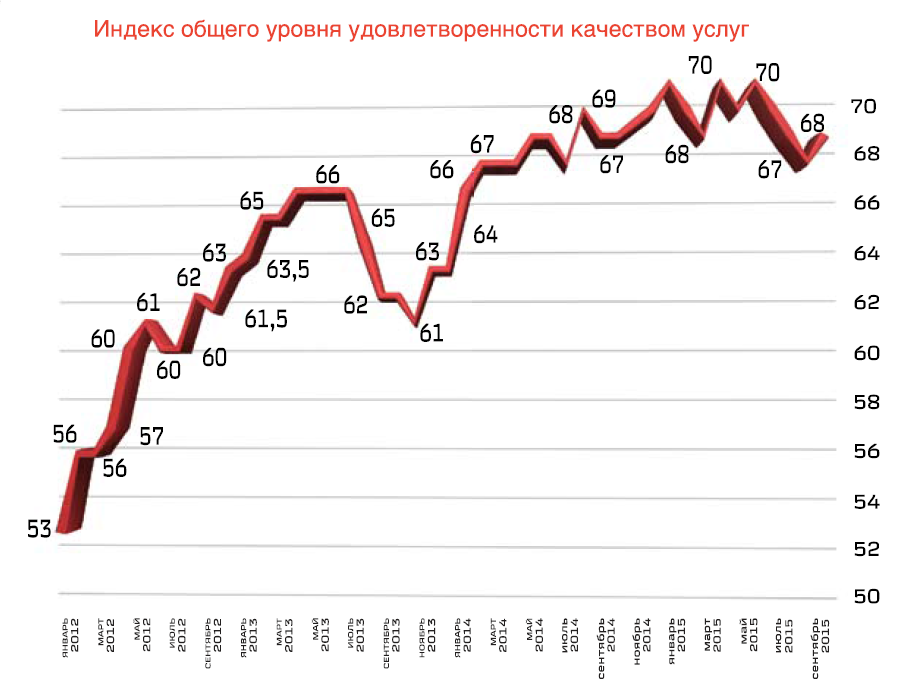 Индекс общего уровня удовлетворенности качеством услуг
70
70
68
69
70
68
67
68
67
68
66
67
66
65
65
66
64
63
63
64
63,5
62
62
62
61
61,5
61
60
60
60
60
58
56
57
56
56
54
53
52
50
ЯНВАРЬ 2012
МАРТ 2012
МАЙ 2012
ИЮЛЬ 2012
СЕНТЯБРЬ 2012
ЯНВАРЬ 2013
МАРТ 2013
МАЙ 2013
ИЮЛЬ 2013
СЕНТЯБРЬ 2013
НОЯБРЬ 2013
ЯНВАРЬ 2014
МАРТ 2014
МАЙ 2014
июль 2014
сентябрь 2014
ноябрь 2014
январь 2015
март 2015
май 2015
июль 2015
сентябрь 2015